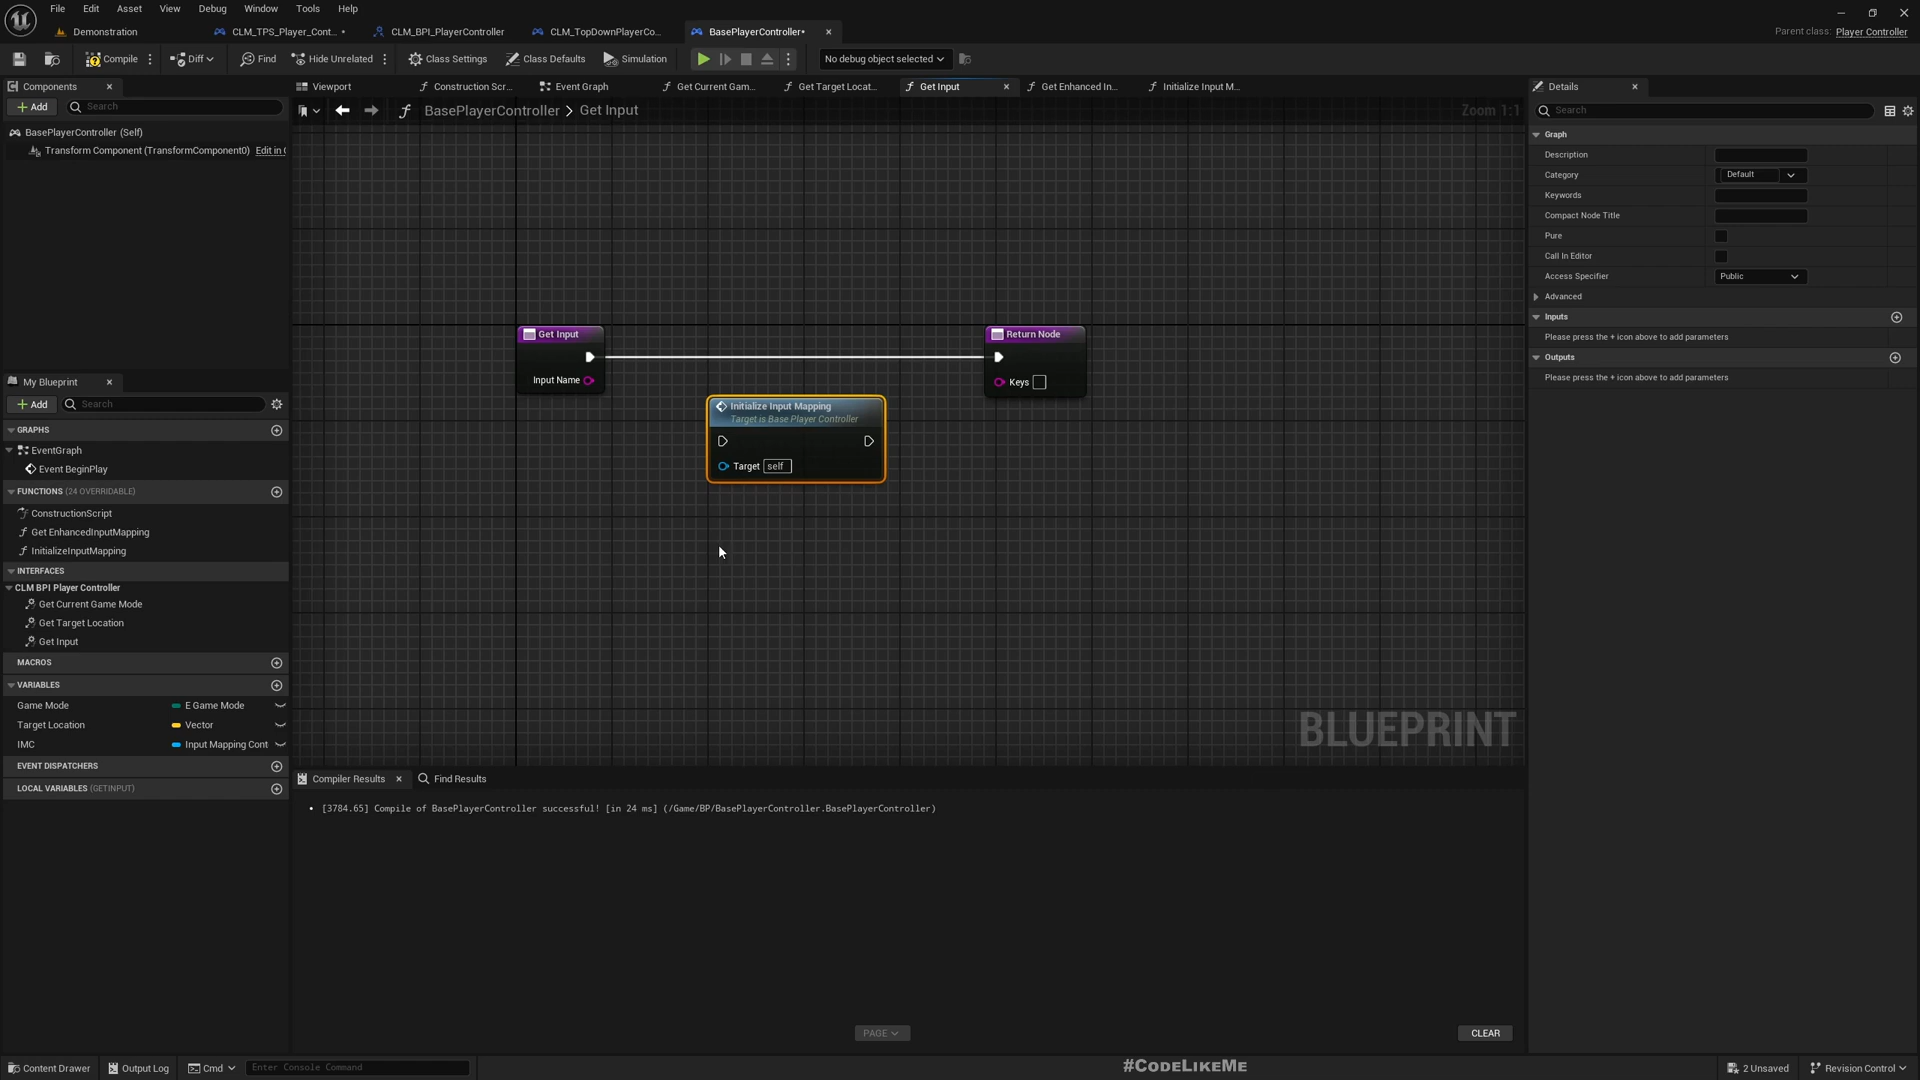 File Edit Asset View Debug Window Tools Help
Demonstration CLM_TPS_Player_Cont... • CLM_BPI_PlayerController CLM_TopDownPlayerCo... BasePlayerController•
Parent class: Player Controller
Compile Diff Find Hide Unrelated Class Settings Class Defaults Simulation No debug object selected
Components
Viewport Construction Scr... Event Graph Get Current Gam... Get Target Locat... Get Input Get Enhanced In... Initialize Input M...
Details
Add Search
BasePlayerController > Get Input
Zoom 1:1
Search
BasePlayerController (Self)
Transform Component (TransformComponent0) Edit in C
Graph
Description
Category Default
Keywords
Compact Node Title
Pure
Call In Editor
Access Specifier Public
Advanced
Inputs
Please press the + icon above to add parameters
Outputs
Please press the + icon above to add parameters
Get Input
Input Name
Return Node
Keys
Initialize Input Mapping
Target is Base Player Controller
Target self
BLUEPRINT
My Blueprint
Add Search
GRAPHS
EventGraph
Event BeginPlay
FUNCTIONS (24 OVERRIDABLE)
ConstructionScript
Get EnhancedInputMapping
InitializeInputMapping
INTERFACES
CLM BPI Player Controller
Get Current Game Mode
Get Target Location
Get Input
MACROS
VARIABLES
Game Mode E Game Mode
Target Location Vector
IMC Input Mapping Cont
EVENT DISPATCHERS
LOCAL VARIABLES (GETINPUT)
Compiler Results Find Results
• [3784.65] Compile of BasePlayerController successful! [in 24 ms] (/Game/BP/BasePlayerController.BasePlayerController)
PAGE
CLEAR
Content Drawer Output Log Cmd Enter Console Command
#CODELIKEME
2 Unsaved Revision Control